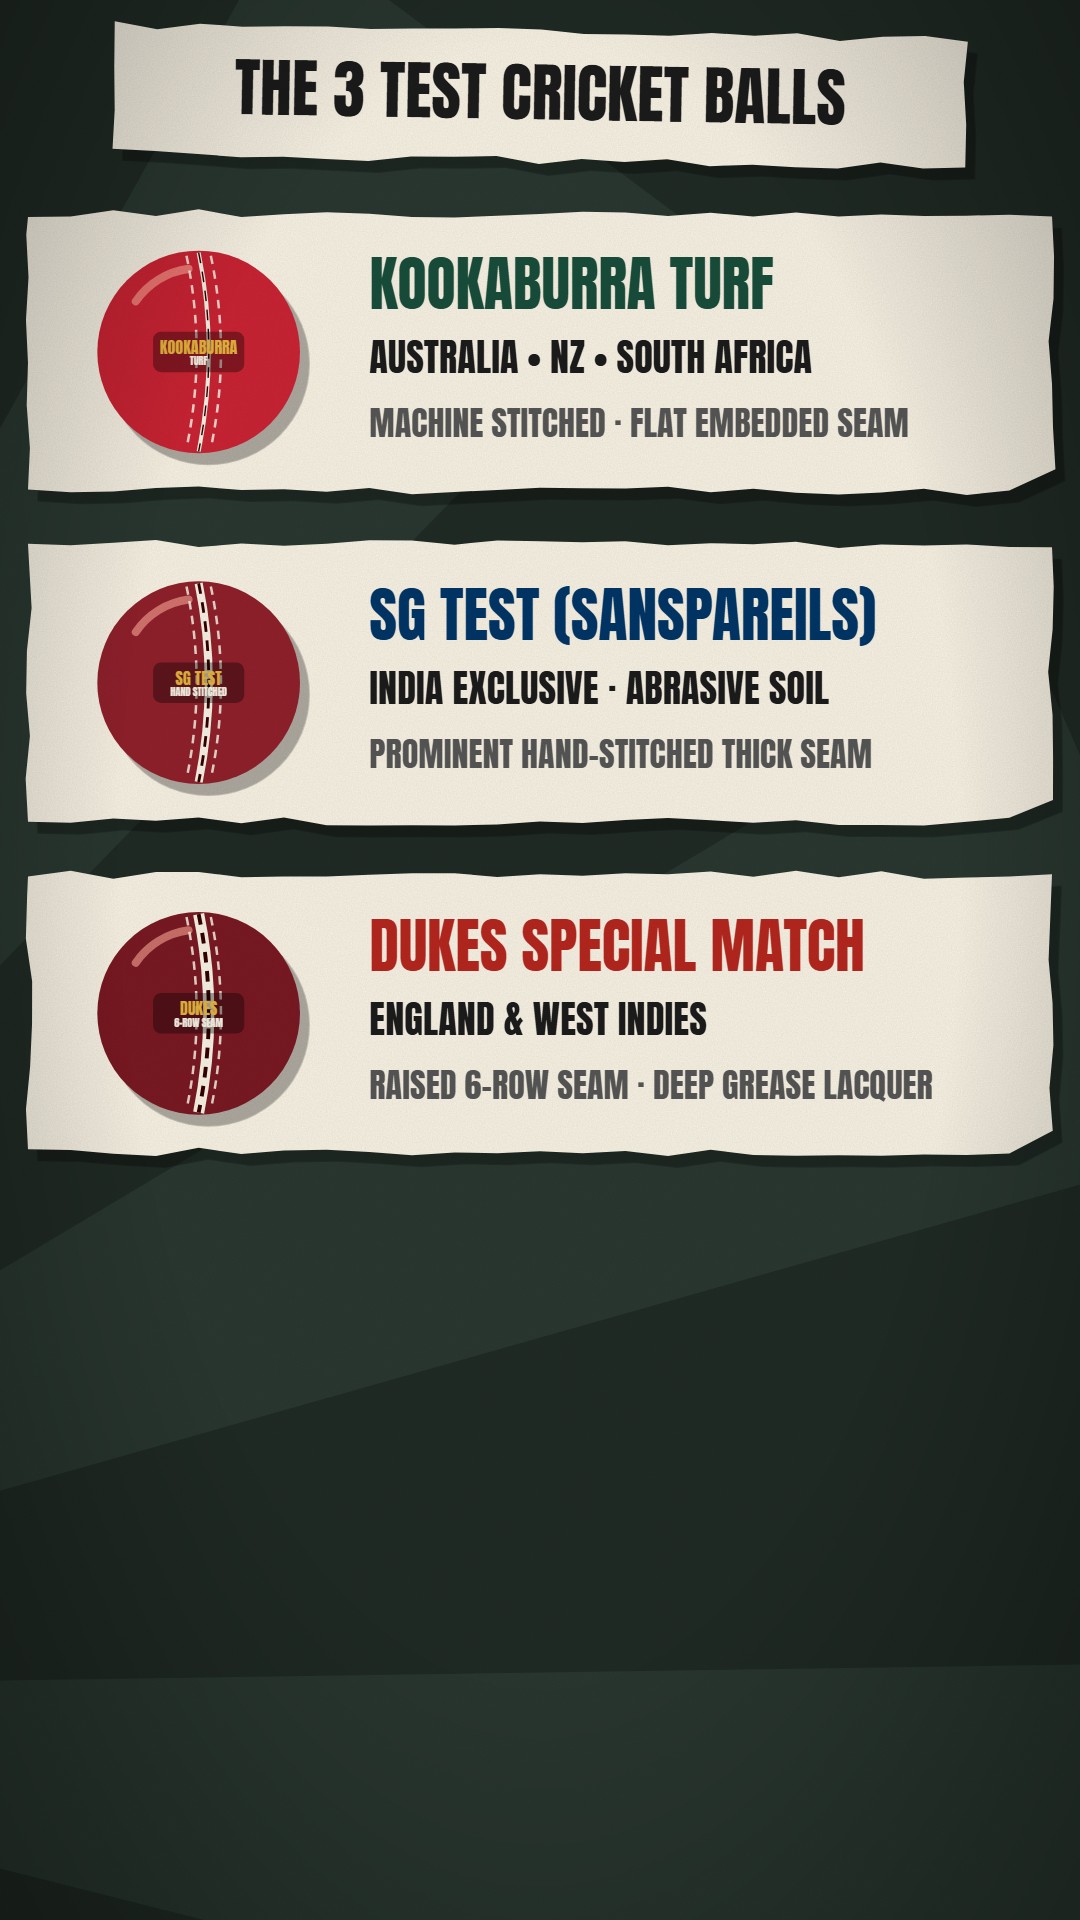 THE 3 TEST CRICKET BALLS
KOOKABURRA TURF
AUSTRALIA • NZ • SOUTH AFRICA
MACHINE STITCHED · FLAT EMBEDDED SEAM
KOOKABURRA
TURF
SG TEST (SANSPAREILS)
INDIA EXCLUSIVE · ABRASIVE SOIL
PROMINENT HAND-STITCHED THICK SEAM
SG TEST
HAND STITCHED
DUKES SPECIAL MATCH
ENGLAND & WEST INDIES
RAISED 6-ROW SEAM · DEEP GREASE LACQUER
DUKES
6-ROW SEAM